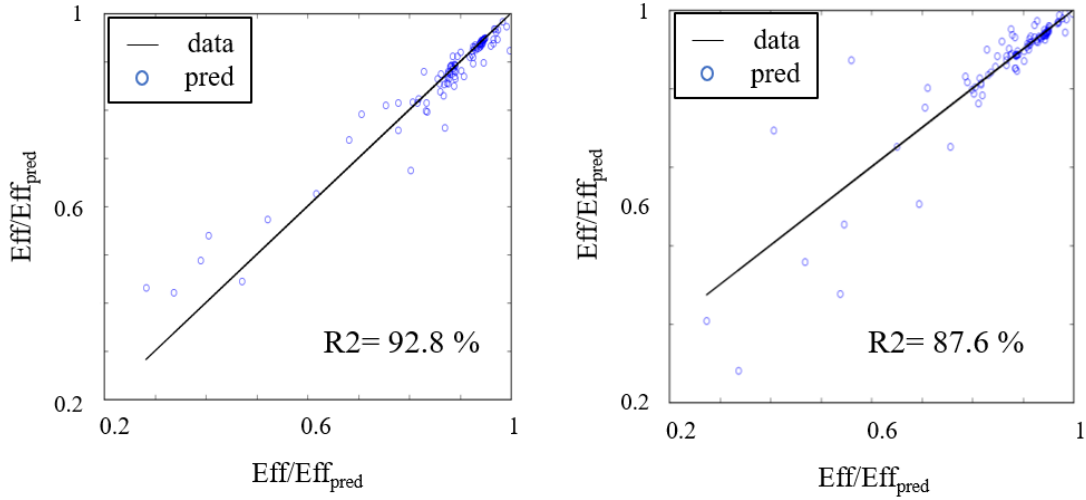 data
pred
1
0.6
0.2
Eff/Eff_pred
R2= 92.8 %
0.2
0.6
1
Eff/Eff_pred
data
pred
1
0.6
0.2
Eff/Eff_pred
R2= 87.6 %
0.2
0.6
1
Eff/Eff_pred